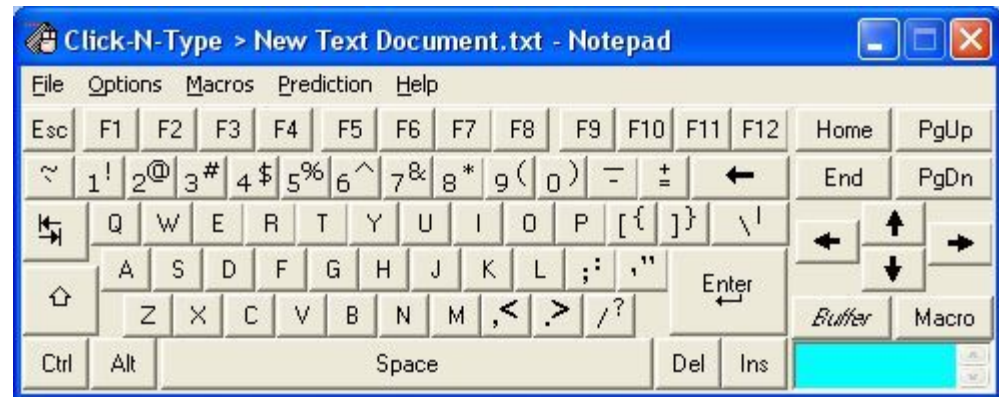 Click-N-Type > New Text Document.txt - Notepad
File Options Macros Prediction Help
Esc F1 F2 F3 F4 F5 F6 F7 F8 F9 F10 F11 F12 Home PgUp
~ 1! 2@ 3# 4$ 5% 6^ 7& 8* 9( 0) - = + ← End PgDn
Q W E R T Y U I O P [{ ]} \|
A S D F G H J K L ;: '" Enter
Z X C V B N M ,< .> /? Buffer Macro
Ctrl Alt Space Del Ins